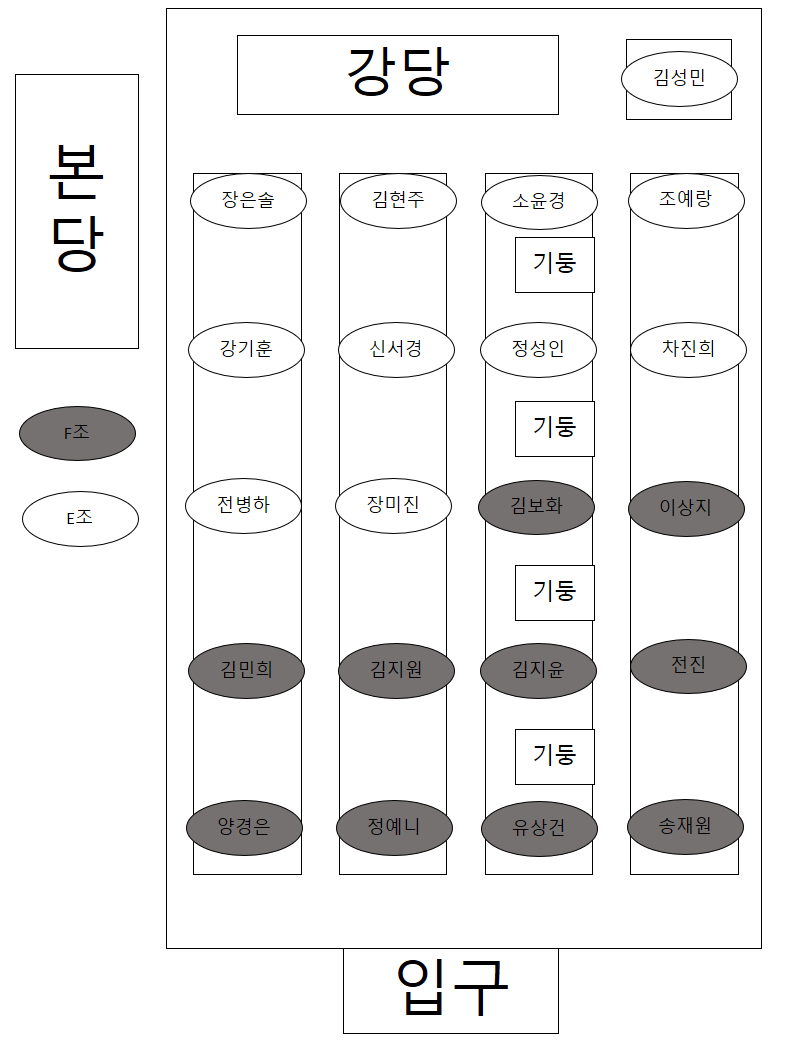 강당
김성민
본
당
장은솔
김현주
소윤경
조예랑
기둥
강기훈
신서경
정성인
차진희
기둥
F조
E조
전병하
장미진
김보화
이상지
기둥
김민희
김지원
김지윤
전진
기둥
양경은
정예니
유상건
송재원
입구